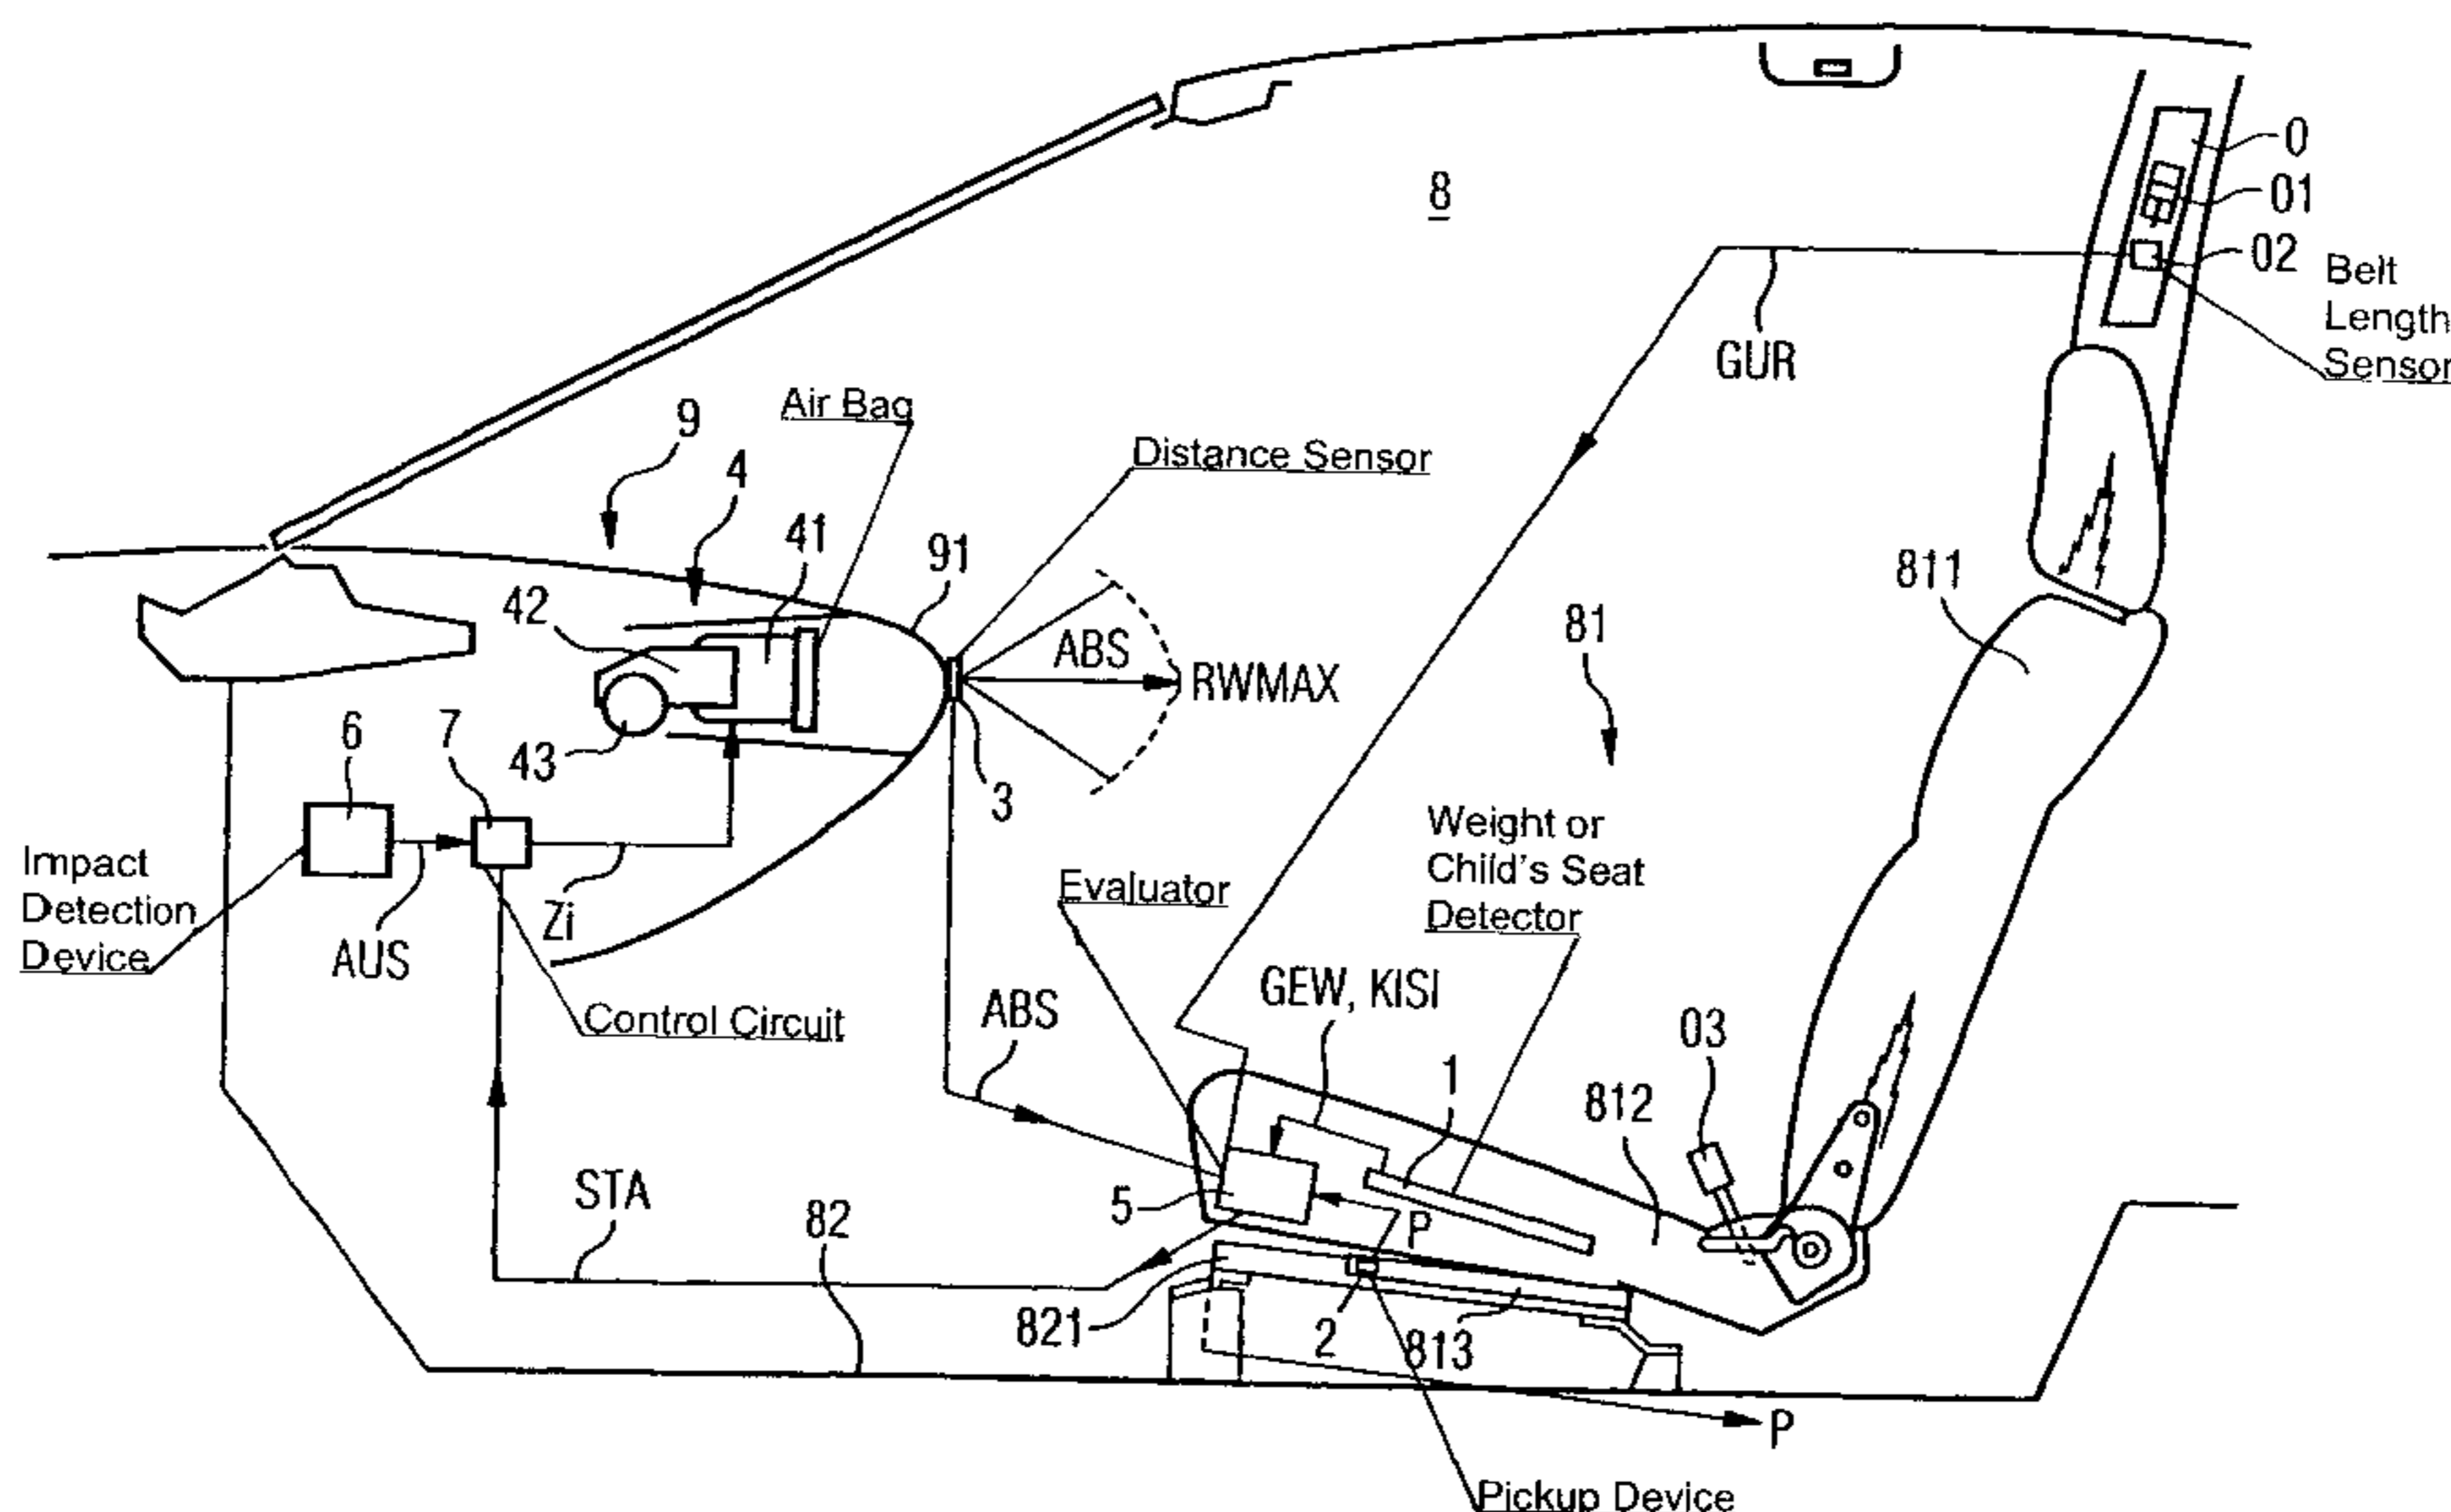 0
8
01
02
Belt
Length
Sensor
GUR
Air Bag
9
Distance Sensor
4
41
91
811
42
ABS
81
RWMAX
6
7
43
3
Weight or
Child's Seat
Detector
Impact
Detection
Device
Zi
Evaluator
AUS
GEW, KISI
ABS
Control Circuit
03
1
812
STA
5
82
P
821
2
813
P
Pickup Device